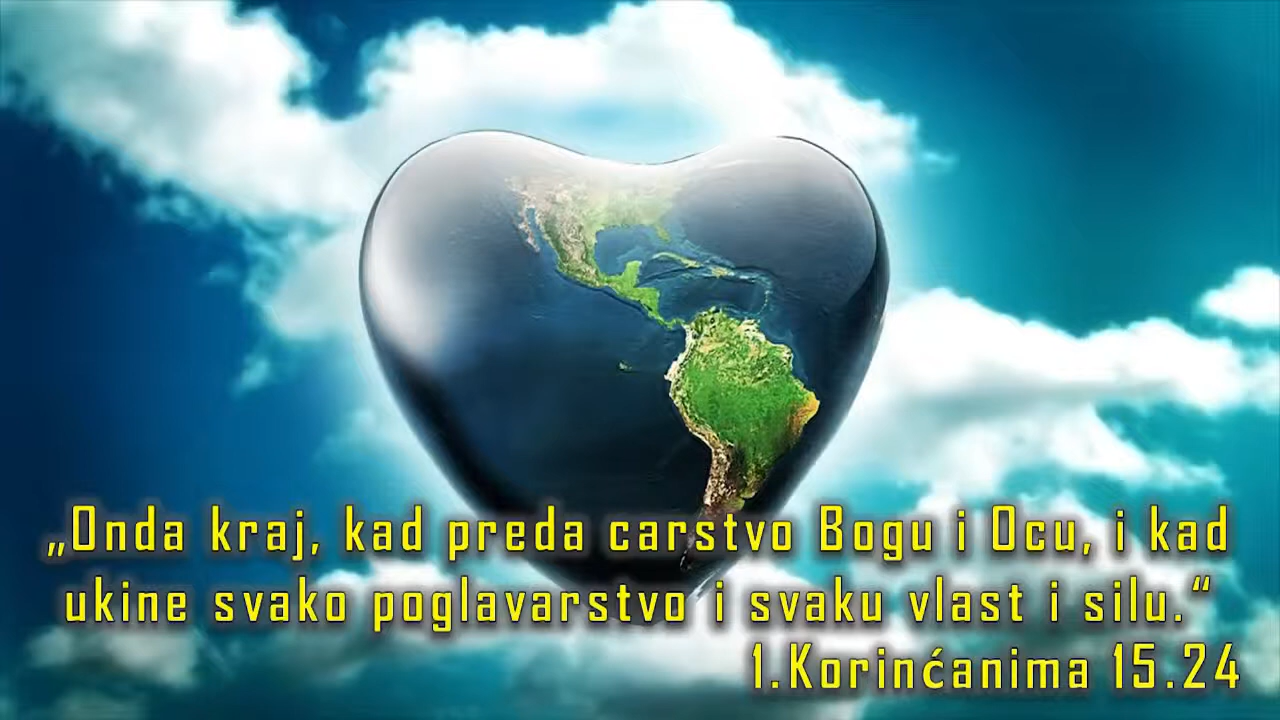 „Onda kraj, kad preda carstvo Bogu i Ocu, i kad
ukine svako poglavarstvo i svaku vlast i silu.“
1.Korinćanima 15.24